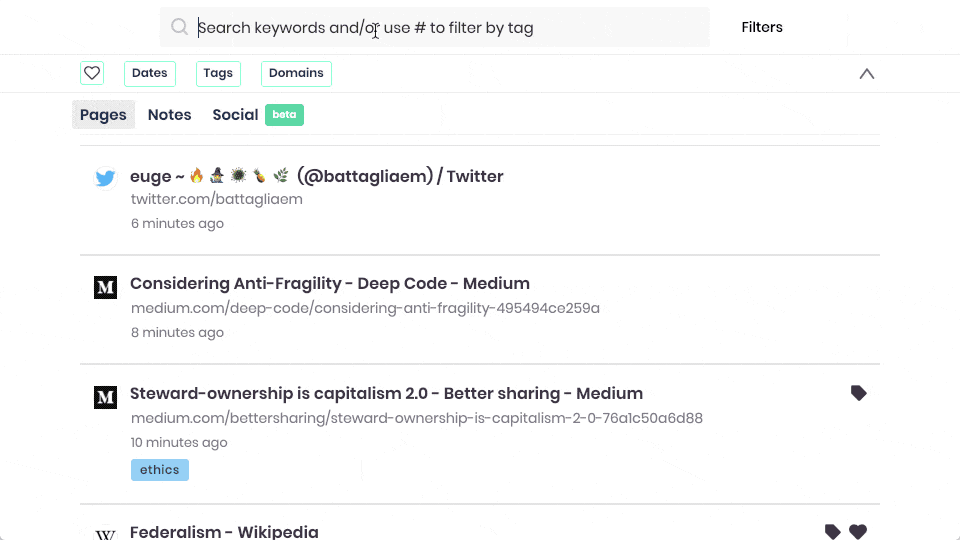 Search keywords and/or use # to filter by tag
Filters
Dates
Tags
Domains
Pages
Notes
Social
beta
euge ~ 🔥 🧙 🦠 🍾 🌿 (@battagliaem) / Twitter
twitter.com/battagliaem
6 minutes ago
M
Considering Anti-Fragility - Deep Code - Medium
medium.com/deep-code/considering-anti-fragility-495494ce259a
8 minutes ago
M
Steward-ownership is capitalism 2.0 - Better sharing - Medium
medium.com/bettersharing/steward-ownership-is-capitalism-2-0-76a1c50a6d88
10 minutes ago
ethics
W
Federalism - Wikipedia